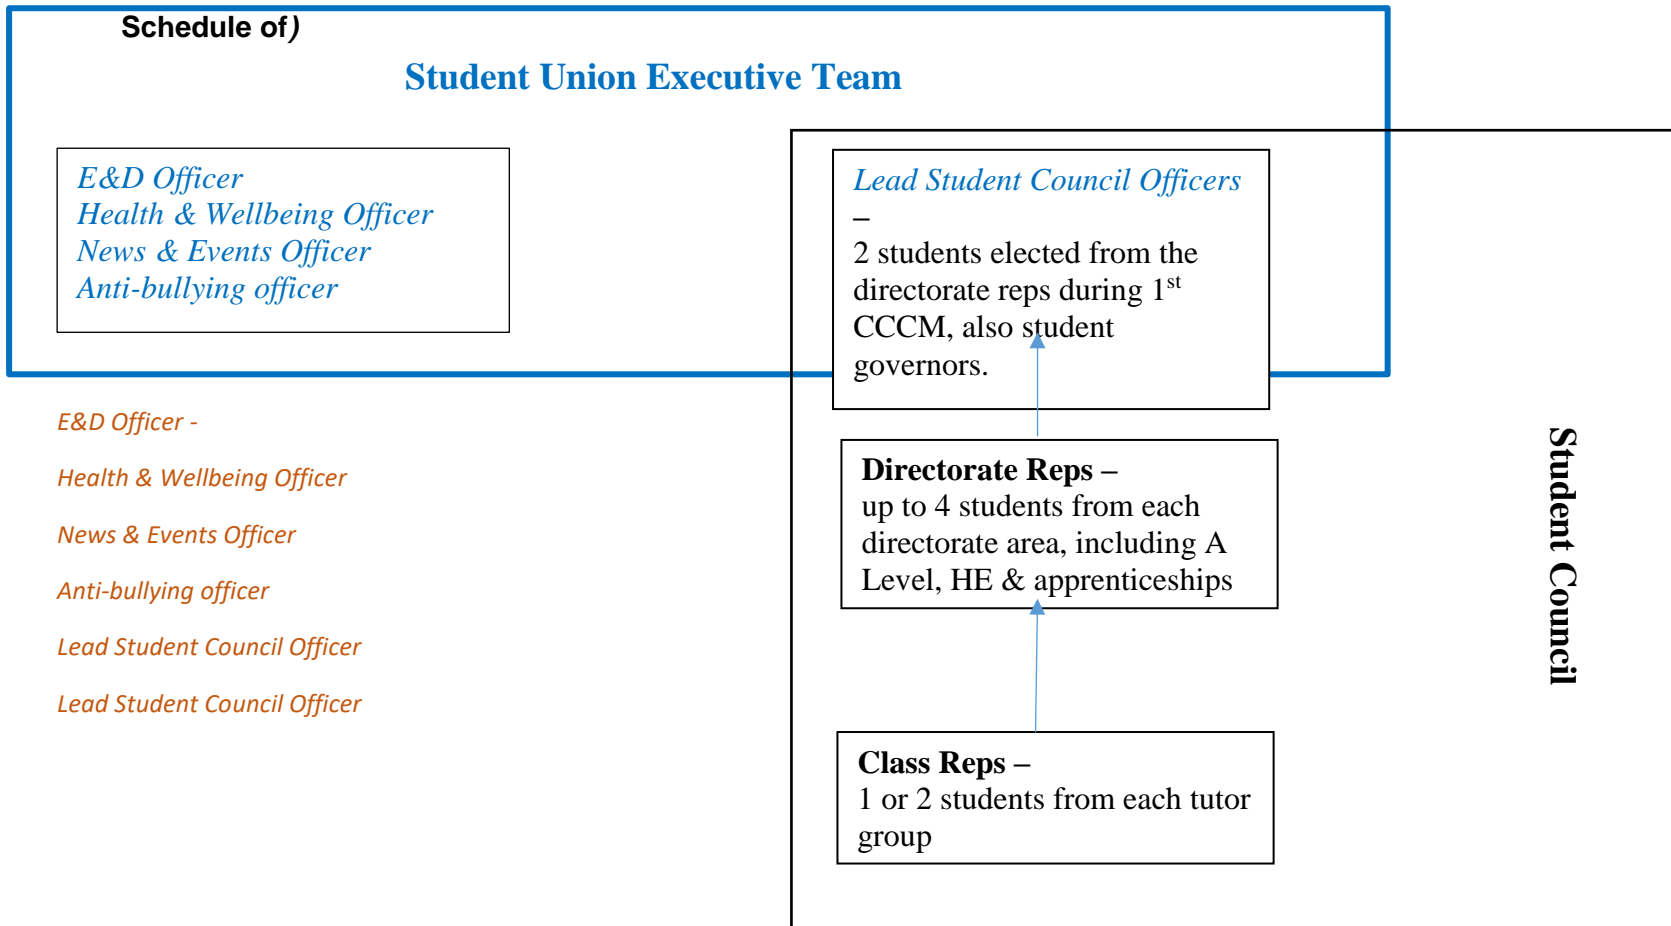 Schedule of)
Student Union Executive Team
E&D Officer
Health & Wellbeing Officer
News & Events Officer
Anti-bullying officer
Lead Student Council Officers
–
2 students elected from the
directorate reps during 1st
CCCM, also student
governors.
E&D Officer -
Health & Wellbeing Officer
News & Events Officer
Anti-bullying officer
Lead Student Council Officer
Lead Student Council Officer
Directorate Reps –
up to 4 students from each
directorate area, including A
Level, HE & apprenticeships
Class Reps –
1 or 2 students from each tutor
group
Student Council